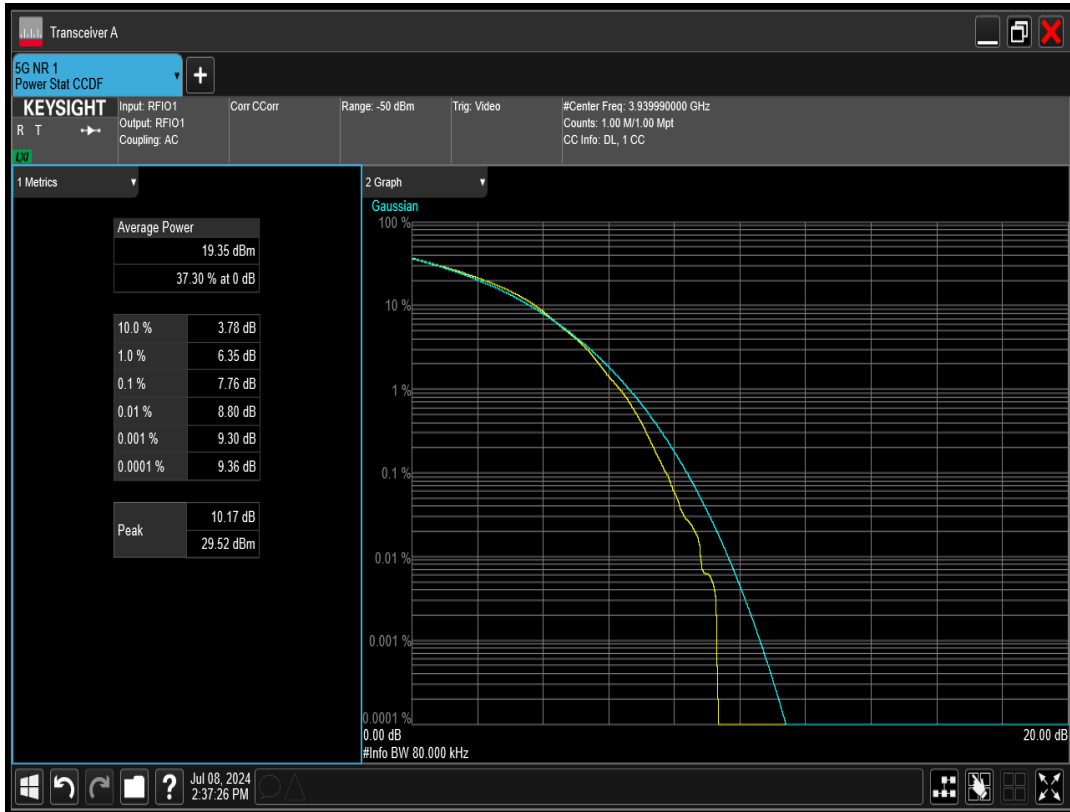 Transceiver A
5G NR 1
Power Stat CCDF
+
KEYSIGHT
R T
LXI
Input: RFIO1
Output: RFIO1
Coupling: AC
Corr CCorr
Range: -50 dBm
Trig: Video
#Center Freq: 3.939990000 GHz
Counts: 1.00 M/1.00 Mpt
CC Info: DL, 1 CC
1 Metrics
Average Power
19.35 dBm
37.30 % at 0 dB
10.0 % 3.78 dB
1.0 % 6.35 dB
0.1 % 7.76 dB
0.01 % 8.80 dB
0.001 % 9.30 dB
0.0001 % 9.36 dB
Peak 10.17 dB
29.52 dBm
2 Graph
Gaussian
100 %
10 %
1 %
0.1 %
0.01 %
0.001 %
0.0001 %
0.00 dB 20.00 dB
#Info BW 80.000 kHz
? Jul 08, 2024
2:37:26 PM